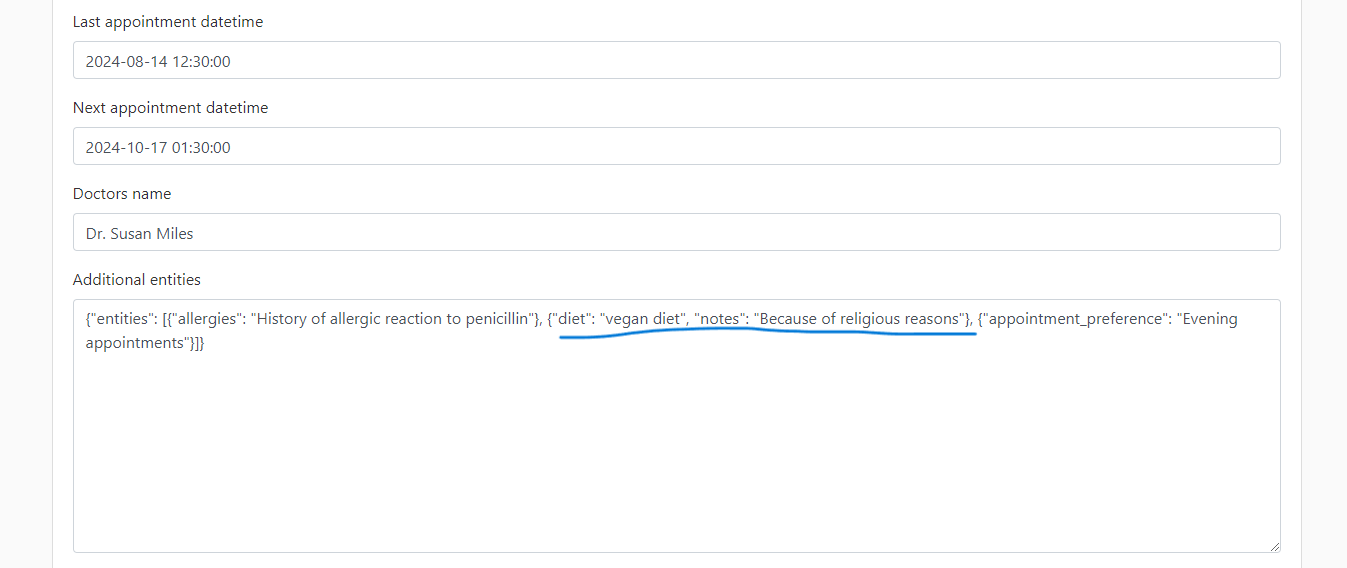 Last appointment datetime
2024-08-14 12:30:00
Next appointment datetime
2024-10-17 01:30:00
Doctors name
Dr. Susan Miles
Additional entities
{"entities": [{"allergies": "History of allergic reaction to penicillin"}, {"diet": "vegan diet", "notes": "Because of religious reasons"}, {"appointment_preference": "Evening
appointments"}]}